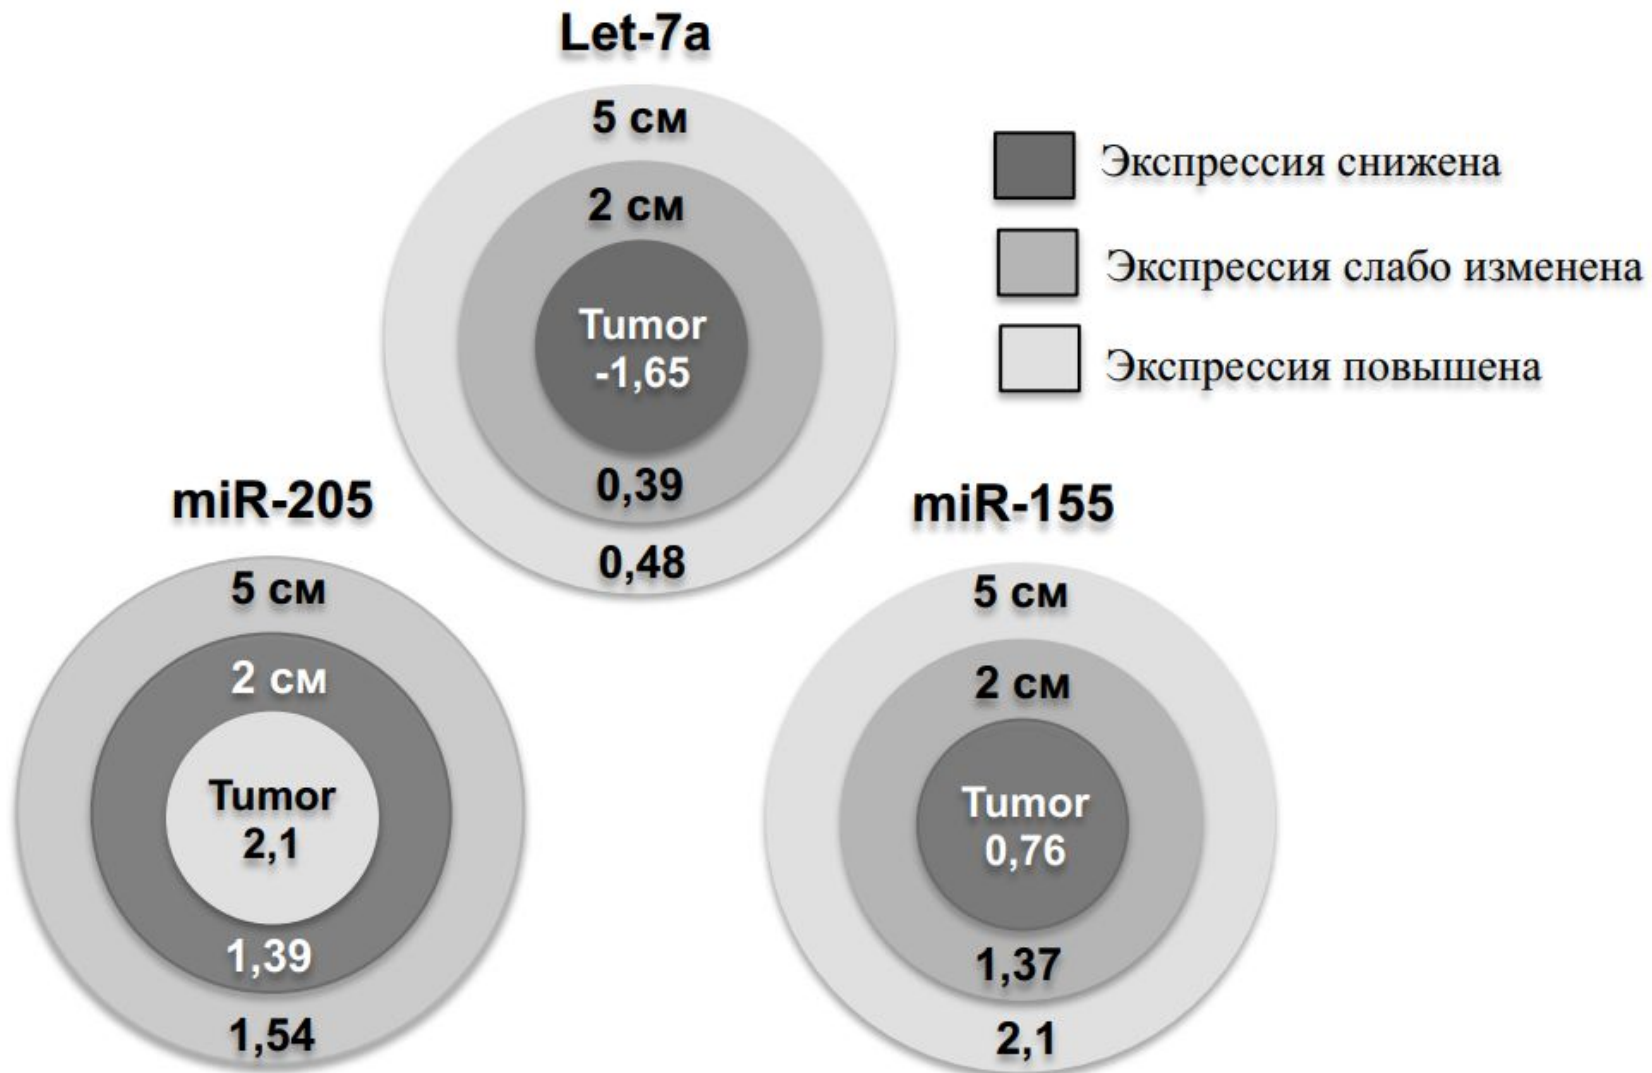 Let-7a
5 см
2 см
Tumor
-1,65
0,39
0,48
Экспрессия снижена
Экспрессия слабо изменена
Экспрессия повышена
miR-205
5 см
2 см
Tumor
2,1
1,39
1,54
miR-155
5 см
2 см
Tumor
0,76
1,37
2,1